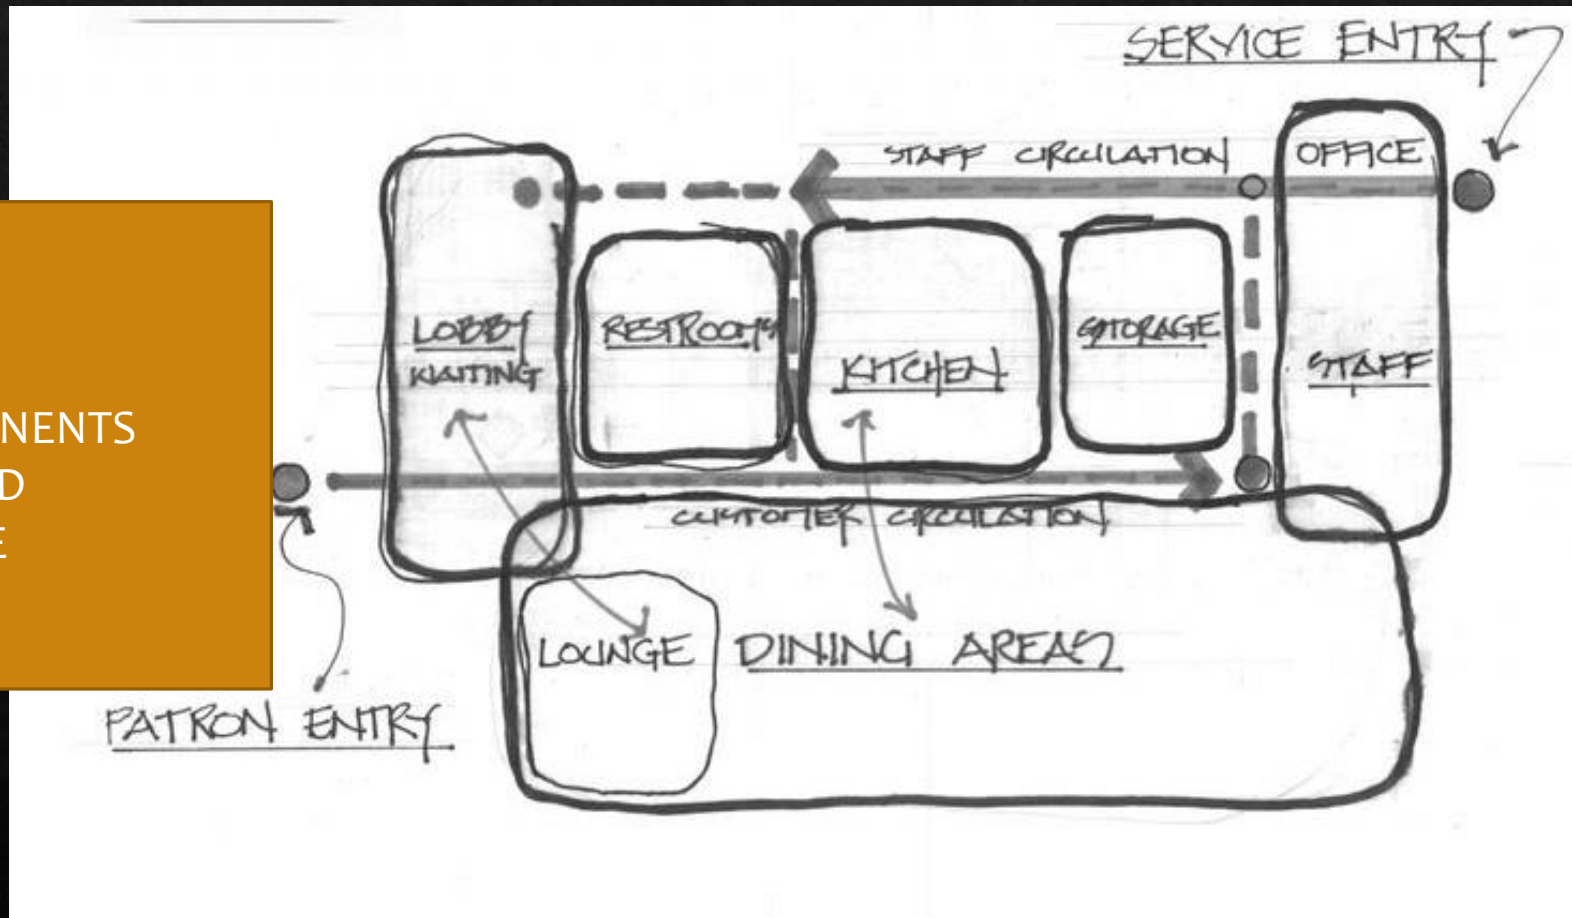 SERVICE ENTRY
STAFF CIRCULATION
OFFICE
LOBBY
WAITING
RESTROOMS
KITCHEN
STORAGE
STAFF
NENTS
D
E
CUSTOMER CIRCULATION
LOUNGE
DINING AREAS
PATRON ENTRY